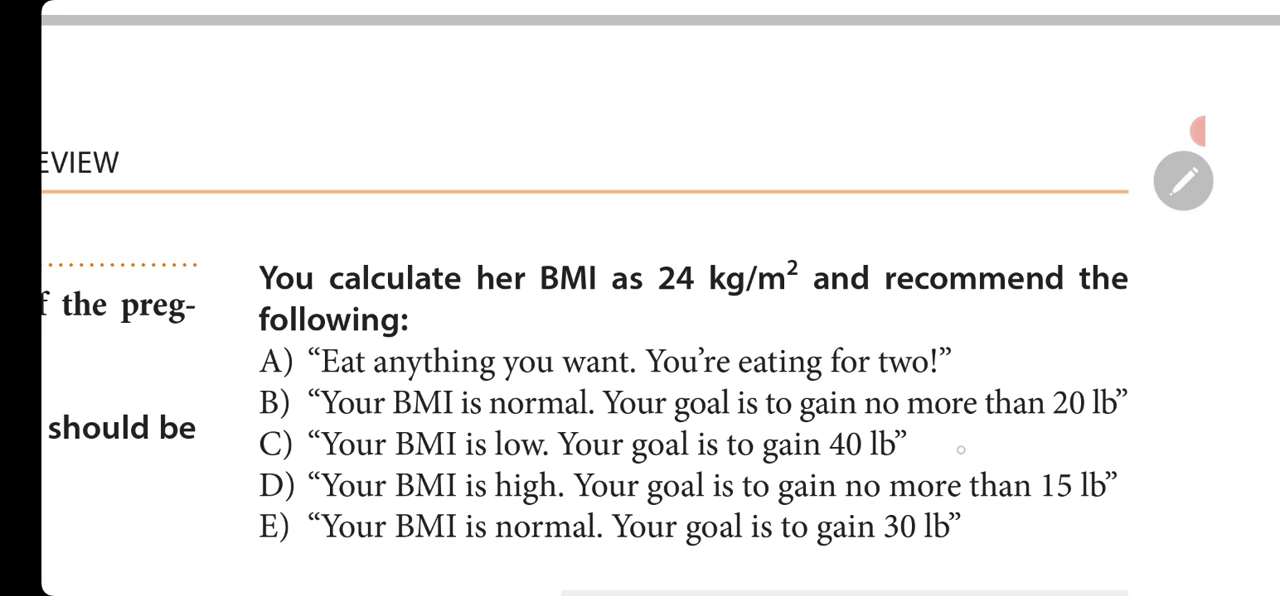 EVIEW
f the preg-
should be
You calculate her BMI as 24 kg/m² and recommend the
following:
A) “Eat anything you want. You’re eating for two!”
B) “Your BMI is normal. Your goal is to gain no more than 20 lb”
C) “Your BMI is low. Your goal is to gain 40 lb”
D) “Your BMI is high. Your goal is to gain no more than 15 lb”
E) “Your BMI is normal. Your goal is to gain 30 lb”